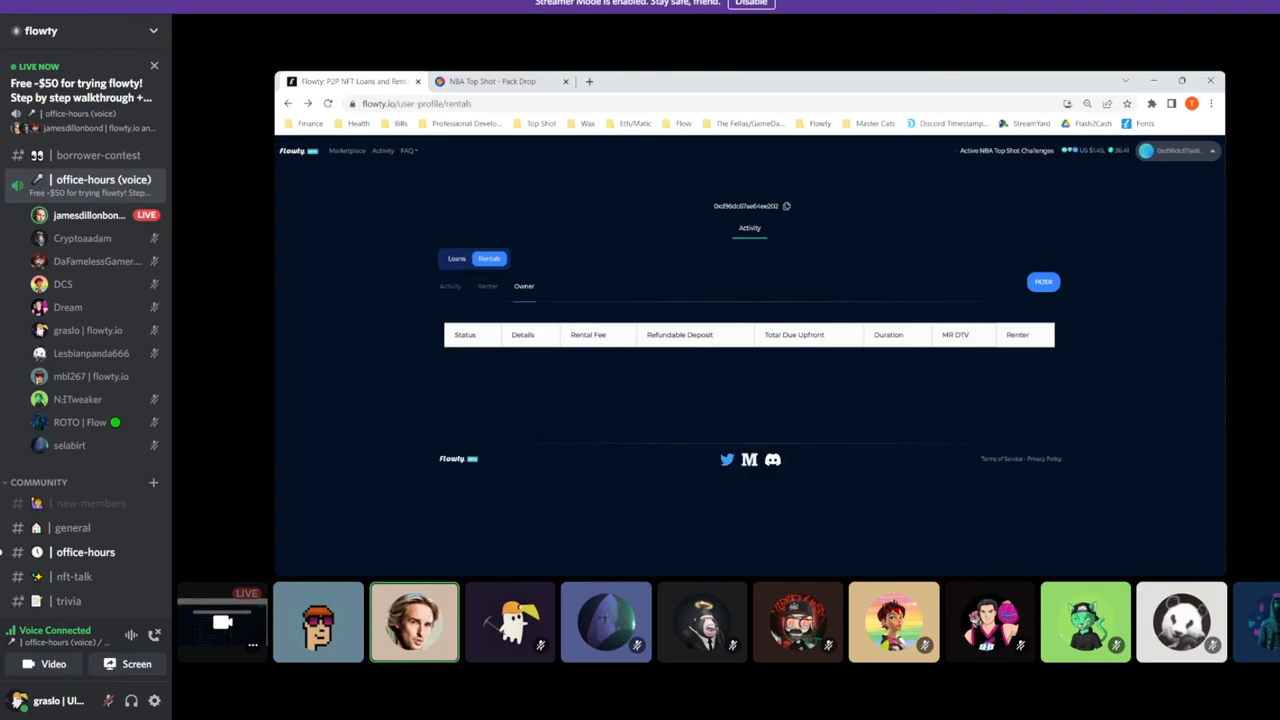 Streamer Mode is enabled. Stay safe, friend. Disable
flowty
LIVE NOW
Free ~$50 for trying flowty!
Step by step walkthrough +...
office-hours (voice)
jamesdillonbond | flowty.io an...
borrower-contest
office-hours (voice)
Free ~$50 for trying flowty! Step...
jamesdillonbon... LIVE
Cryptoaadam
DaFamelessGamer...
DCS
Dream
graslo | flowty.io
Lesbianpanda666
mbl267 | flowty.io
ROTO | Flow
selabirt
COMMUNITY
new-members
general
office-hours
nft-talk
trivia
Voice Connected
office-hours (voice) / ...
Video Screen
graslo | UI...
Flowty: P2P NFT Loans and Rent
NBA Top Shot - Pack Drop
flowty.io/user-profile/rentals
T
Finance Health Bills Professional Develo... Top Shot Wax Eth/Matic Flow The Fellas/GameDa... Flowty Master Cats Discord Timestamp... StreamYard Flash2Cash Fonts
Flowty. Marketplace Activity FAQ
Active NBA Top Shot Challenges
0xd96dc67ae64ee202
Activity
Loans Rentals
Activity Renter Owner
FILTER
Status Details Rental Fee Refundable Deposit Total Due Upfront Duration MR DTV Renter
Flowty.
M
Terms of Service - Privacy Policy
LIVE